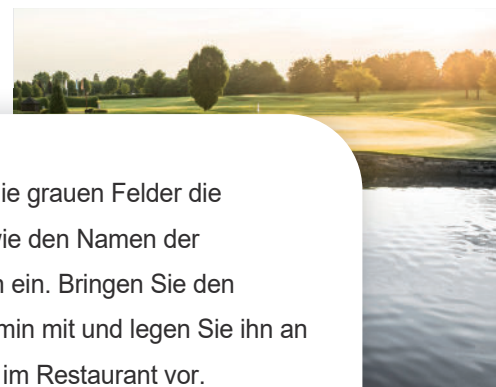 ie grauen Felder die
wie den Namen der
n ein. Bringen Sie den
min mit und legen Sie ihn an
im Restaurant vor.